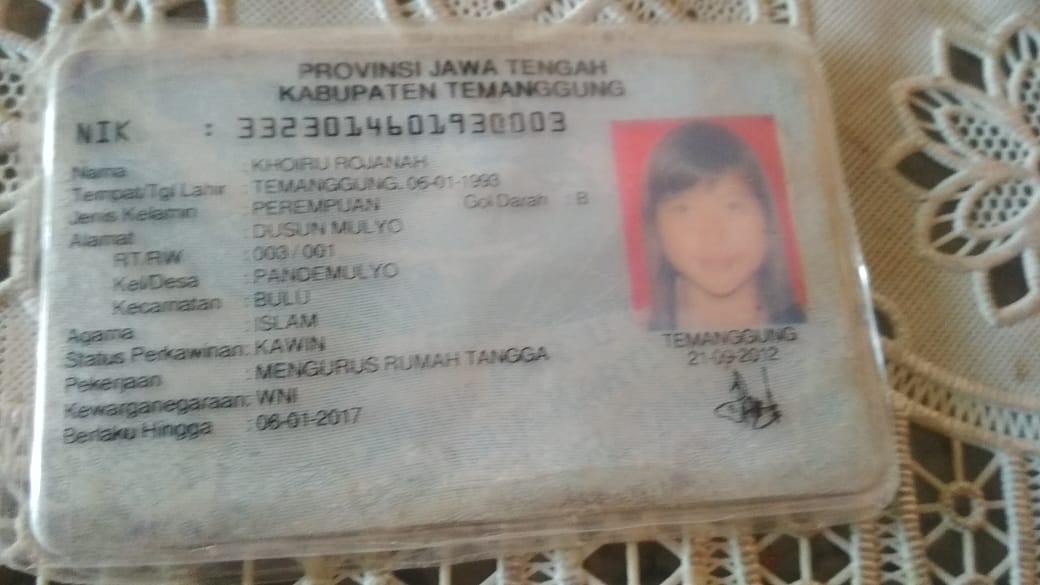 PROVINSI JAWA TENGAH
KABUPATEN TEMANGGUNG
NIK : 3323014601930003
Nama : KHOIRU ROJANAH
Tempat/Tgl Lahir : TEMANGGUNG, 06-01-1993
Jenis Kelamin : PEREMPUAN Gol Darah : B
Alamat : DUSUN MULYO
RT/RW : 003 / 001
Kel/Desa : PANDEMULYO
Kecamatan : BULU
Agama : ISLAM
Status Perkawinan: KAWIN
Pekerjaan : MENGURUS RUMAH TANGGA
Kewarganegaraan: WNI
Berlaku Hingga : 06-01-2017
TEMANGGUNG
21-09-2012